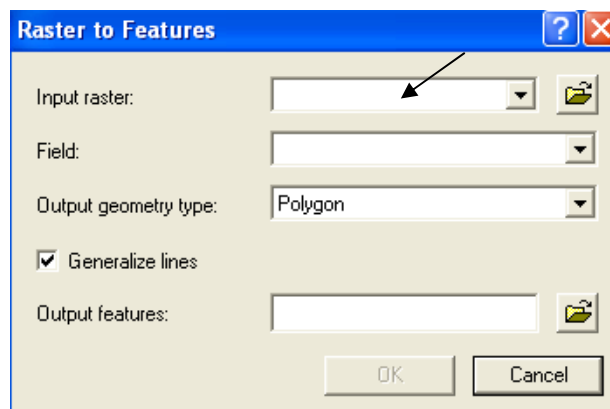 Raster to Features
Input raster:
Field:
Output geometry type: Polygon
Generalize lines
Output features:
OK Cancel